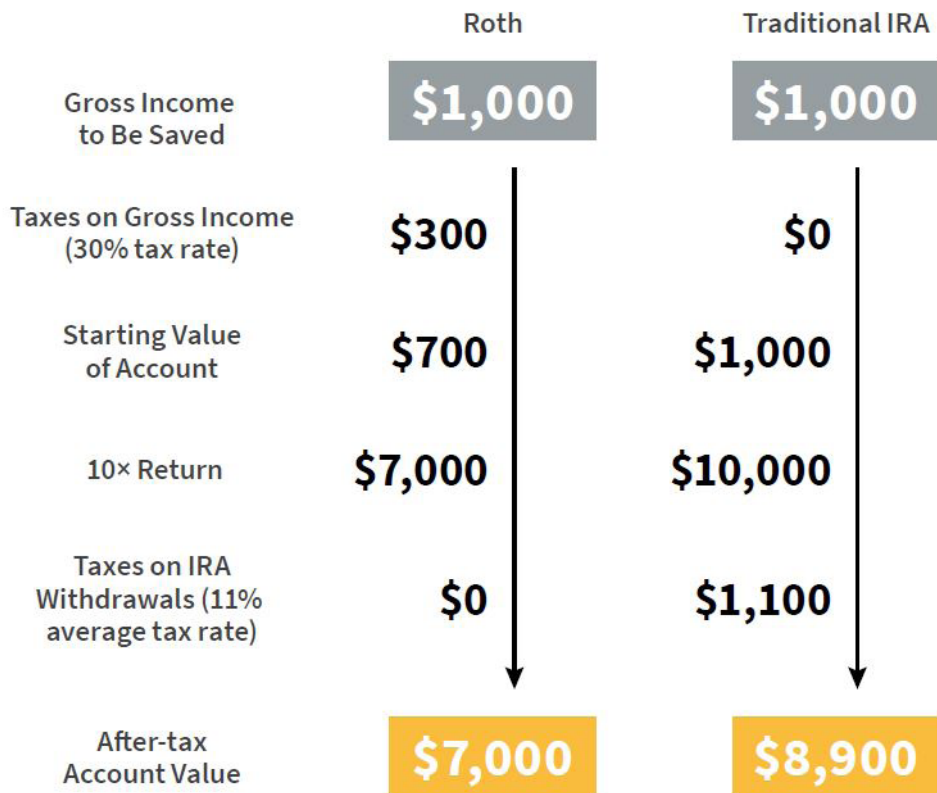 Roth Traditional IRA
Gross Income
to Be Saved
$1,000 $1,000
Taxes on Gross Income
(30% tax rate)
$300 $0
Starting Value
of Account
$700 $1,000
10× Return $7,000 $10,000
Taxes on IRA
Withdrawals (11%
average tax rate)
$0 $1,100
After-tax
Account Value
$7,000 $8,900